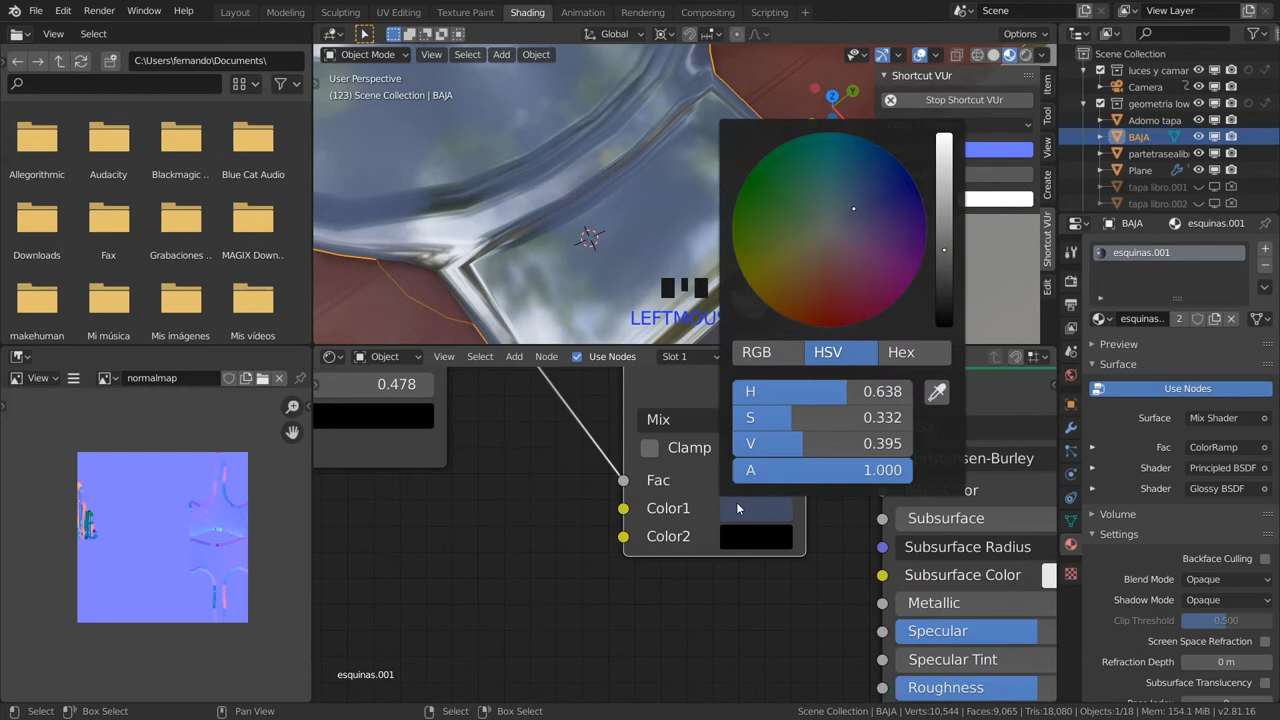 File Edit Render Window Help Layout Modeling Sculpting UV Editing Texture Paint Shading Animation Rendering Compositing Scripting + Scene View Layer
View Select
C:\Users\fernando\Documents\
Allegorithmic Audacity Blackmagic .. Blue Cat Audio
Downloads Fax Grabaciones .. MAGIX Down..
makehuman Mi música Mis imágenes Mis vídeos
Global Options
Object Mode View Select Add Object
User Perspective
(123) Scene Collection | BAJA
LEFTMOUS
Shortcut VUr
Stop Shortcut VUr
Item
Tool
View
Create
Shortcut VUr
Edit
RGB HSV Hex
H 0.638
S 0.332
V 0.395
A 1.000
View normalmap
Object View Select Add Node Use Nodes Slot 1
0.478
Mix
Clamp
Fac
Color1
Color2
Subsurface
Subsurface Radius
Subsurface Color
Metallic
Specular
Specular Tint
Roughness
esquinas.001
Scene Collection
luces y camar
Camera
geometria low
Adorno tapa
BAJA
partetrasealib
Plane
tapa libro.001
tapa libro.002
BAJA esquinas.001
esquinas.001
esquinas.. 2
Preview
Surface
Use Nodes
Surface Mix Shader
Fac ColorRamp
Shader Principled BSDF
Shader Glossy BSDF
Volume
Settings
Backface Culling
Blend Mode Opaque
Shadow Mode Opaque
Clip Threshold 0.500
Screen Space Refraction
Refraction Depth 0 m
Subsurface Translucency
Select Box Select Pan View Select Box Select Scene Collection | BAJA | Verts:10,544 | Faces:9,065 | Tris:18,080 | Objects:1/18 | Mem: 154.1 MiB | v2.81.16